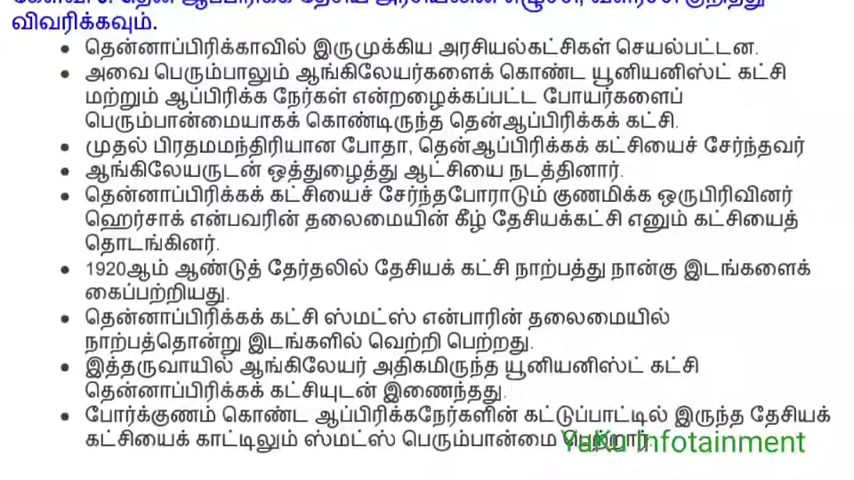 விவரிக்கவும்.
• தென்னாப்பிரிக்காவில் இருமுக்கிய அரசியல்கட்சிகள் செயல்பட்டன.
• அவை பெரும்பாலும் ஆங்கிலேயர்களைக் கொண்ட யூனியனிஸ்ட் கட்சி
மற்றும் ஆப்பிரிக்க நேர்கள் என்றழைக்கப்பட்ட போயர்களைப்
பெரும்பான்மையாகக் கொண்டிருந்த தென்ஆப்பிரிக்கக் கட்சி.
• முதல் பிரதமமந்திரியான போதா, தென்ஆப்பிரிக்கக் கட்சியைச் சேர்ந்தவர்
• ஆங்கிலேயருடன் ஒத்துழைத்து ஆட்சியை நடத்தினார்.
• தென்னாப்பிரிக்கக் கட்சியைச் சேர்ந்தபோராடும் குணமிக்க ஒருபிரிவினர்
ஹெர்சாக் என்பவரின் தலைமையின் கீழ் தேசியக்கட்சி எனும் கட்சியைத்
தொடங்கினர்.
• 1920ஆம் ஆண்டுத் தேர்தலில் தேசியக் கட்சி நாற்பத்து நான்கு இடங்களைக்
கைப்பற்றியது.
• தென்னாப்பிரிக்கக் கட்சி ஸ்மட்ஸ் என்பாரின் தலைமையில்
நாற்பத்தொன்று இடங்களில் வெற்றி பெற்றது.
• இத்தருவாயில் ஆங்கிலேயர் அதிகமிருந்த யூனியனிஸ்ட் கட்சி
தென்னாப்பிரிக்கக் கட்சியுடன் இணைந்தது.
• போர்க்குணம் கொண்ட ஆப்பிரிக்கநேர்களின் கட்டுப்பாட்டில் இருந்த தேசியக்
கட்சியைக் காட்டிலும் ஸ்மட்ஸ் பெரும்பான்மை பெற்றார்.
YaKu Infotainment